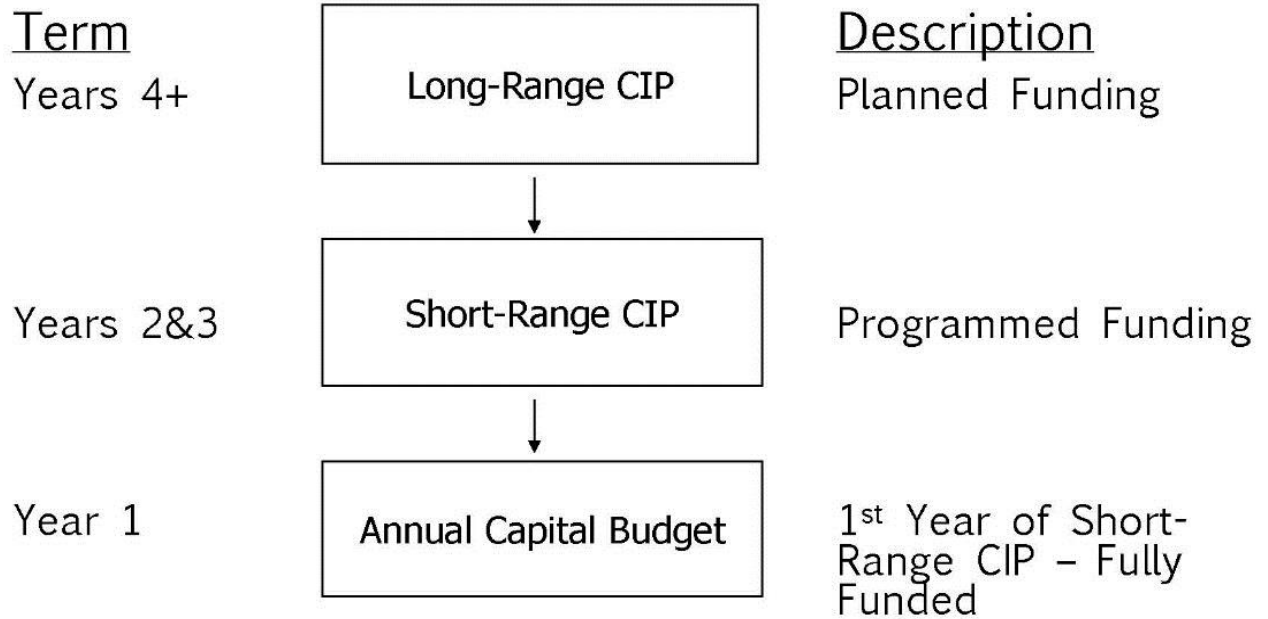 Term
Description
Years 4+
Long-Range CIP
Planned Funding
Years 2&3
Short-Range CIP
Programmed Funding
Year 1
Annual Capital Budget
1st Year of Short-
Range CIP – Fully
Funded